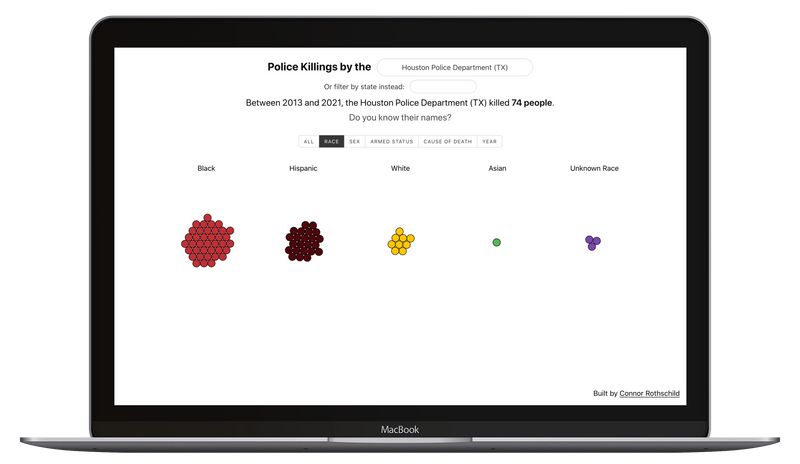 Police Killings by the Houston Police Department (TX)
Or filter by state instead:
Between 2013 and 2021, the Houston Police Department (TX) killed 74 people.
Do you know their names?
ALL RACE SEX ARMED STATUS CAUSE OF DEATH YEAR
Black Hispanic White Asian Unknown Race
Built by Connor Rothschild
MacBook